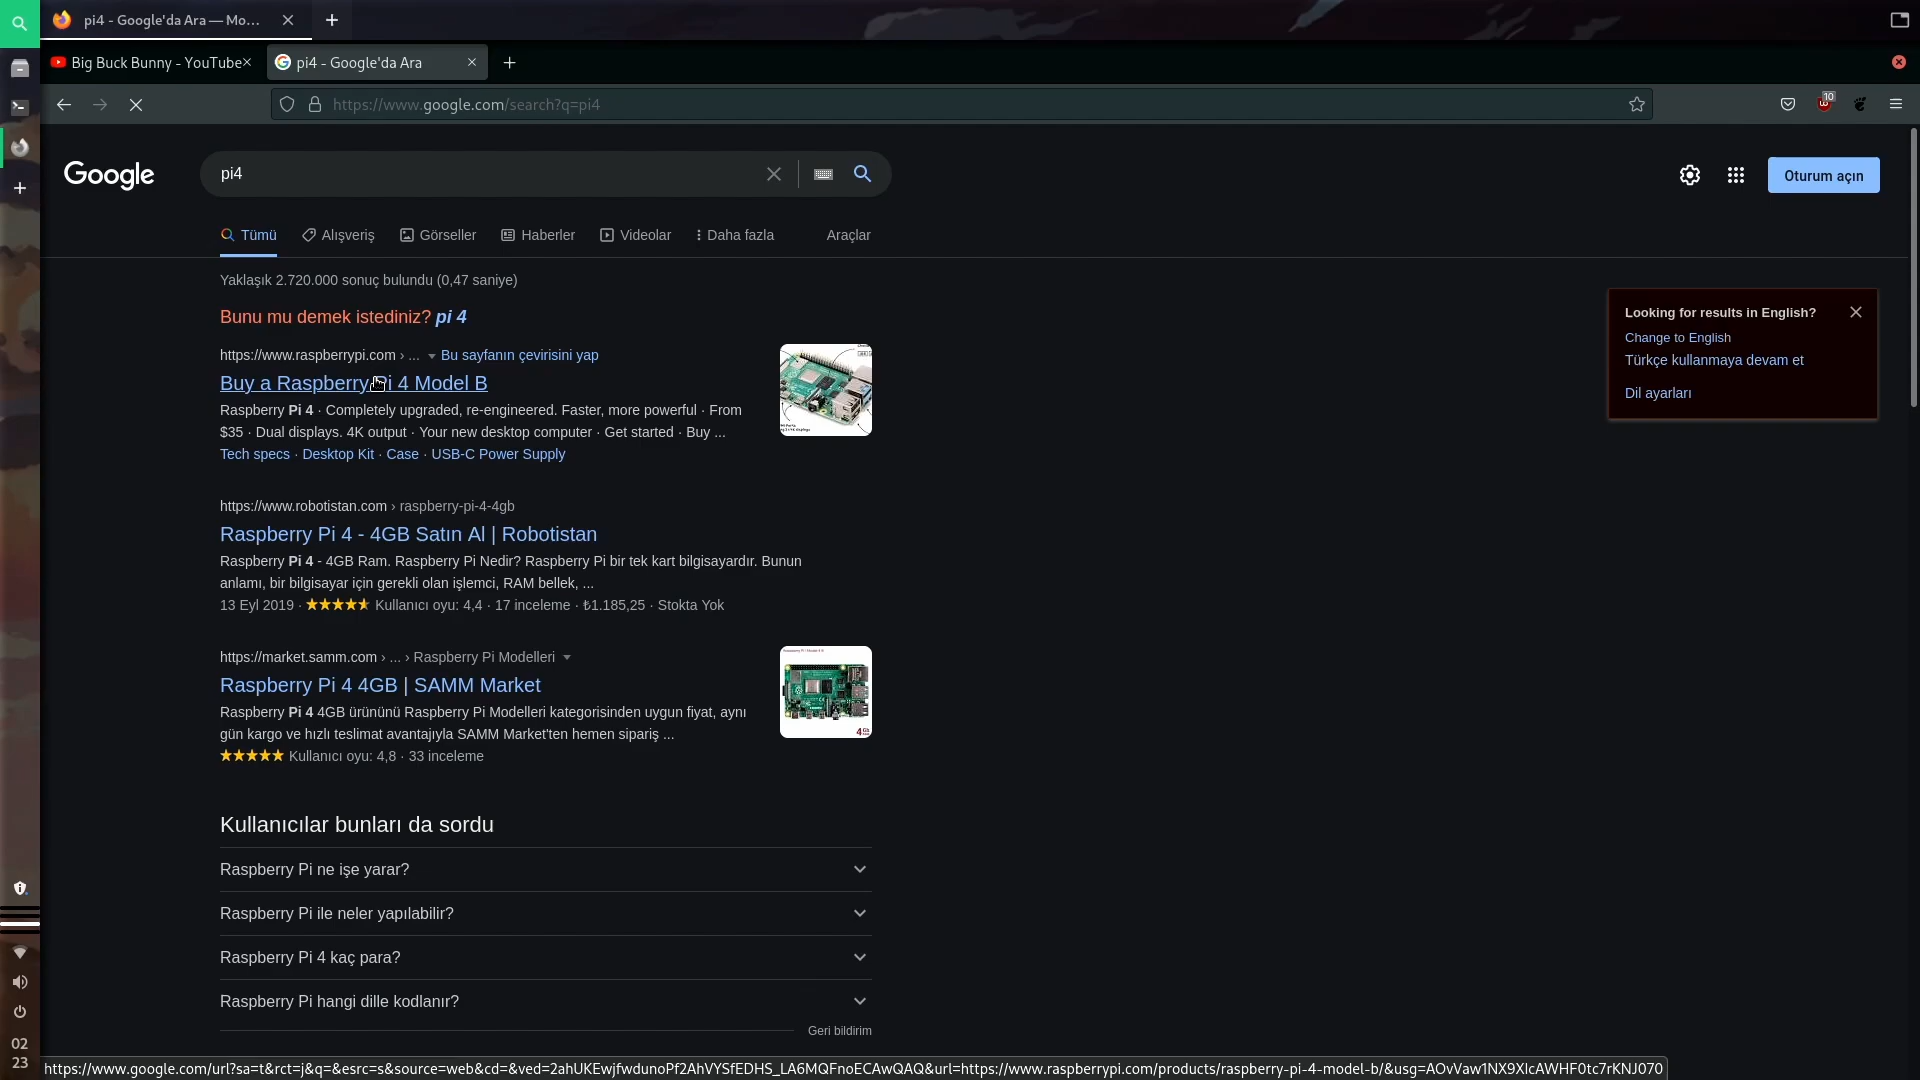 pi4 - Google'da Ara — Mo...
Big Buck Bunny - YouTube
pi4 - Google'da Ara
https://www.google.com/search?q=pi4
10
Google
pi4
Oturum açın
Tümü
Alışveriş
Görseller
Haberler
Videolar
Daha fazla
Araçlar
Yaklaşık 2.720.000 sonuç bulundu (0,47 saniye)
Bunu mu demek istediniz? pi 4
https://www.raspberrypi.com › ...
Bu sayfanın çevirisini yap
Buy a Raspberry Pi 4 Model B
Raspberry Pi 4 · Completely upgraded, re-engineered. Faster, more powerful · From
$35 · Dual displays. 4K output · Your new desktop computer · Get started · Buy ...
Tech specs · Desktop Kit · Case · USB-C Power Supply
https://www.robotistan.com › raspberry-pi-4-4gb
Raspberry Pi 4 - 4GB Satın Al | Robotistan
Raspberry Pi 4 - 4GB Ram. Raspberry Pi Nedir? Raspberry Pi bir tek kart bilgisayardır. Bunun
anlamı, bir bilgisayar için gerekli olan işlemci, RAM bellek, ...
13 Eyl 2019 · Kullanıcı oyu: 4,4 · 17 inceleme · ₺1.185,25 · Stokta Yok
https://market.samm.com › ... › Raspberry Pi Modelleri
Raspberry Pi 4 4GB | SAMM Market
Raspberry Pi 4 4GB ürününü Raspberry Pi Modelleri kategorisinden uygun fiyat, aynı
gün kargo ve hızlı teslimat avantajıyla SAMM Market'ten hemen sipariş ...
Kullanıcı oyu: 4,8 · 33 inceleme
Kullanıcılar bunları da sordu
Raspberry Pi ne işe yarar?
Raspberry Pi ile neler yapılabilir?
Raspberry Pi 4 kaç para?
Raspberry Pi hangi dille kodlanır?
Geri bildirim
Looking for results in English?
Change to English
Türkçe kullanmaya devam et
Dil ayarları
02
23
https://www.google.com/url?sa=t&rct=j&q=&esrc=s&source=web&cd=&ved=2ahUKEwjfwdunoPf2AhVYSfEDHS_LA6MQFnoECAwQAQ&url=https://www.raspberrypi.com/products/raspberry-pi-4-model-b/&usg=AOvVaw1NX9XIcAWHF0tc7rKNJ070